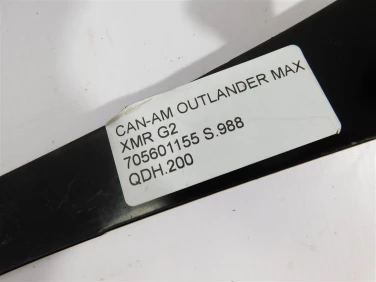 CAN-AM OUTLANDER MAX
XMR G2
705601155 S.988
QDH.200